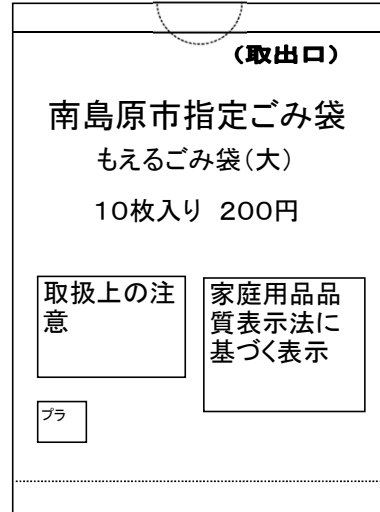 (取出口)
南島原市指定ごみ袋
もえるごみ袋(大)
10枚入り 200円
取扱上の注
意
家庭用品品
質表示法に
基づく表示
プラ